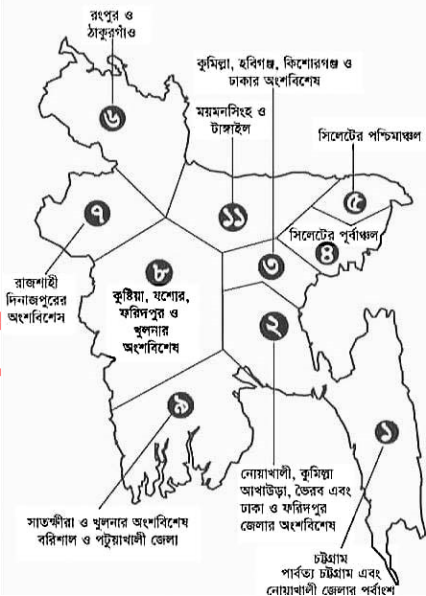 রংপুর ও
ঠাকুরগাঁও
৬
কুমিল্লা, হবিগঞ্জ, কিশোরগঞ্জ ও
ঢাকার অংশবিশেষ
ময়মনসিংহ ও
টাঙ্গাইল
১১
সিলেটের পশ্চিমাঞ্চল
৫
সিলেটের পূর্বাঞ্চল
৪
৭
রাজশাহী
দিনাজপুরের
অংশবিশেস
৮
কুষ্টিয়া, যশোর,
ফরিদপুর ও
খুলনার
অংশবিশেষ
৩
২
৯
১
নোয়াখালী, কুমিল্লা
আখাউড়া, ভৈরব এবং
ঢাকা ও ফরিদপুর
জেলার অংশবিশেষ
সাতক্ষীরা ও খুলনার অংশবিশেষ
বরিশাল ও পটুয়াখালী জেলা
চট্টগ্রাম
পার্বত্য চট্টগ্রাম এবং
নোয়াখালী জেলার পূর্বাংশ